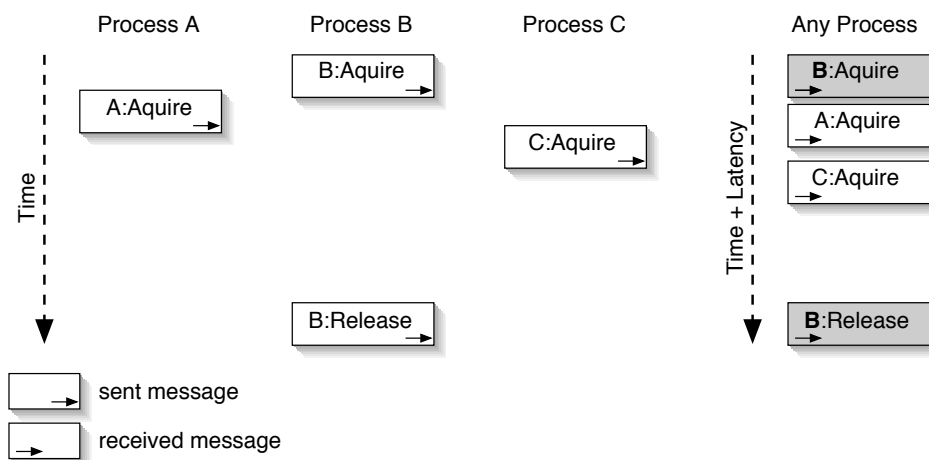 Process A
Process B
Process C
Any Process
B:Aquire
B:Aquire
A:Aquire
A:Aquire
C:Aquire
C:Aquire
Time
Time + Latency
B:Release
B:Release
sent message
received message